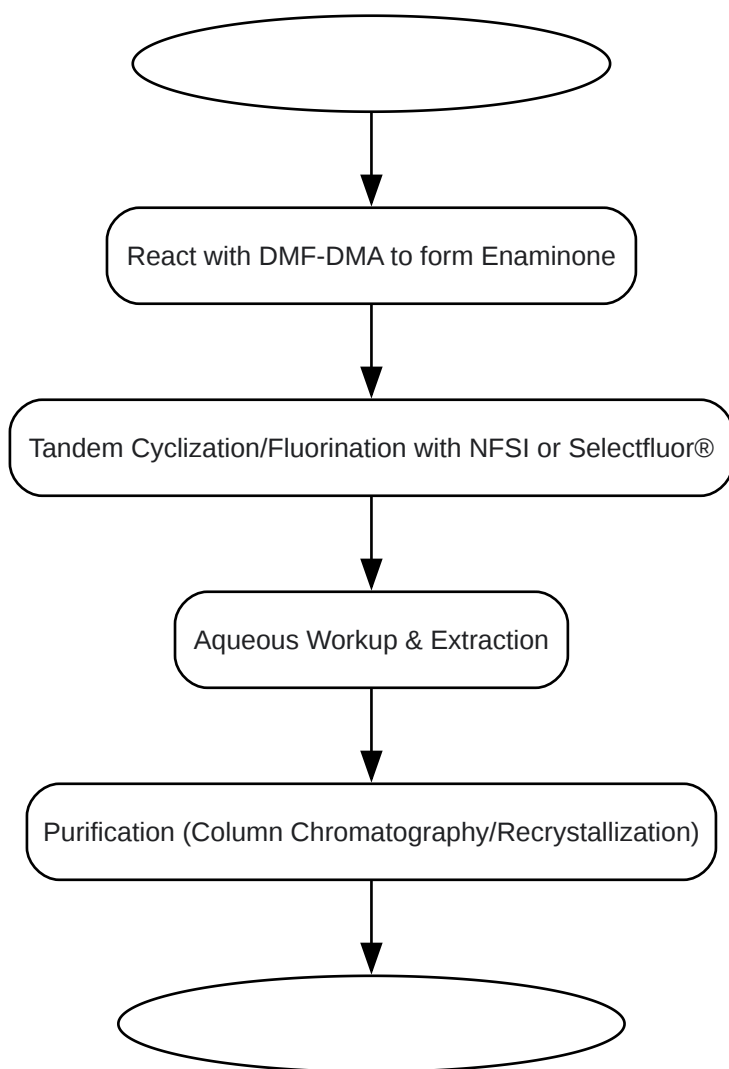 React with DMF-DMA to form Enaminone
Tandem Cyclization/Fluorination with NFSI or Selectfluor®
Aqueous Workup & Extraction
Purification (Column Chromatography/Recrystallization)